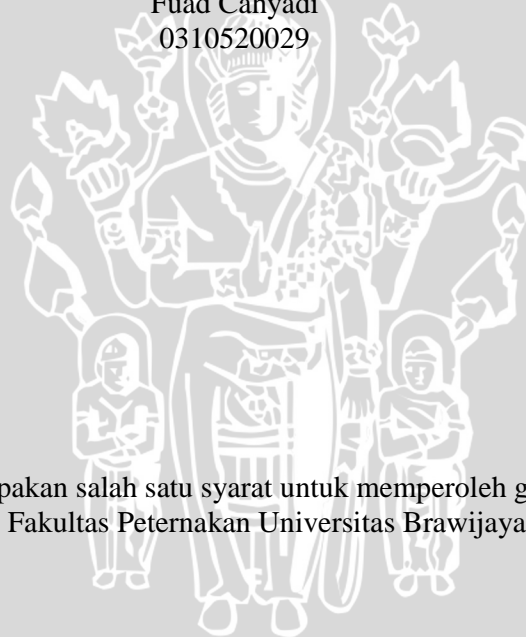 Fuad Cahyadi
0310520029
pakan salah satu syarat untuk memperoleh g
Fakultas Peternakan Universitas Brawijaya